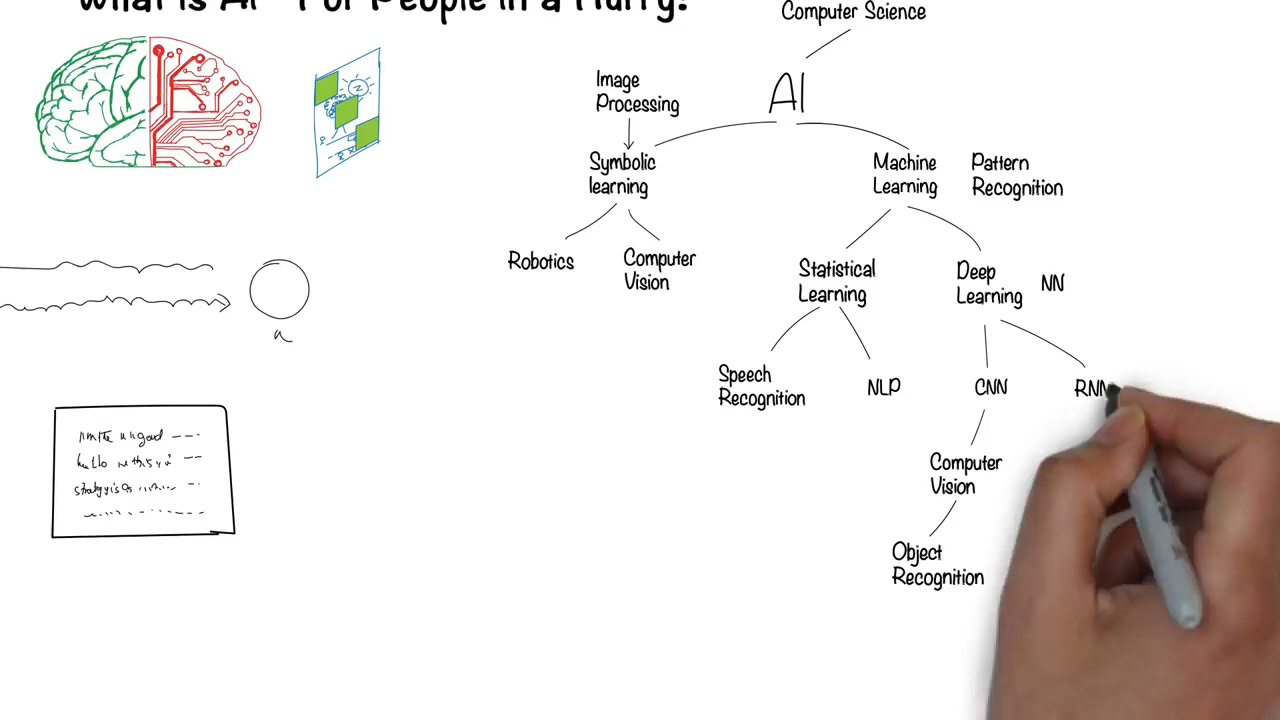 What is AI For People in a Hurry!
Computer Science
AI
Image
Processing
Symbolic
learning
Machine
Learning
Pattern
Recognition
Robotics
Computer
Vision
Statistical
Learning
Deep
Learning
NN
Speech
Recognition
NLP
CNN
RNN
Computer
Vision
Object
Recognition